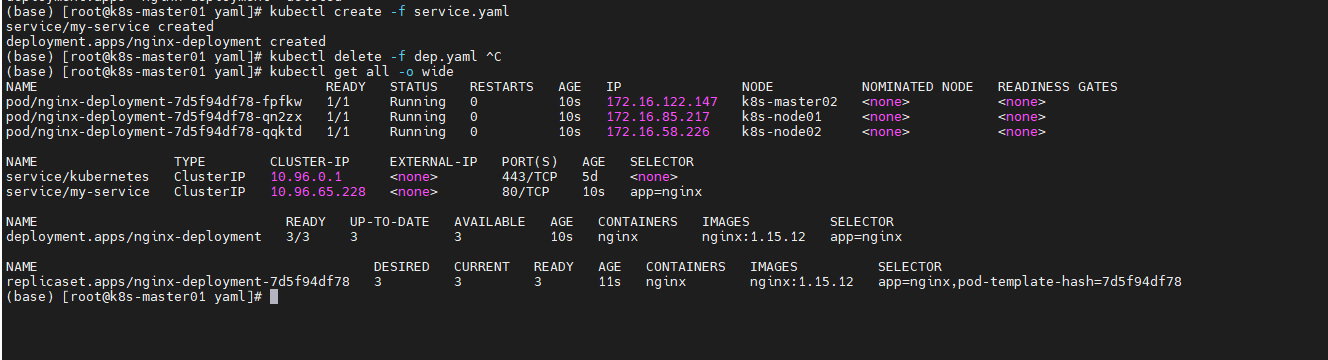 (base) [root@k8s-master01 yaml]# kubectl create -f service.yaml
service/my-service created
deployment.apps/nginx-deployment created
(base) [root@k8s-master01 yaml]# kubectl delete -f dep.yaml ^C
(base) [root@k8s-master01 yaml]# kubectl get all -o wide
NAME READY STATUS RESTARTS AGE IP NODE NOMINATED NODE READINESS GATES
pod/nginx-deployment-7d5f94df78-fpfkw 1/1 Running 0 10s 172.16.122.147 k8s-master02 <none> <none>
pod/nginx-deployment-7d5f94df78-qn2zx 1/1 Running 0 10s 172.16.85.217 k8s-node01 <none> <none>
pod/nginx-deployment-7d5f94df78-qqktd 1/1 Running 0 10s 172.16.58.226 k8s-node02 <none> <none>
NAME TYPE CLUSTER-IP EXTERNAL-IP PORT(S) AGE SELECTOR
service/kubernetes ClusterIP 10.96.0.1 <none> 443/TCP 5d <none>
service/my-service ClusterIP 10.96.65.228 <none> 80/TCP 10s app=nginx
NAME READY UP-TO-DATE AVAILABLE AGE CONTAINERS IMAGES SELECTOR
deployment.apps/nginx-deployment 3/3 3 3 10s nginx nginx:1.15.12 app=nginx
NAME DESIRED CURRENT READY AGE CONTAINERS IMAGES SELECTOR
replicaset.apps/nginx-deployment-7d5f94df78 3 3 3 11s nginx nginx:1.15.12 app=nginx,pod-template-hash=7d5f94df78
(base) [root@k8s-master01 yaml]#